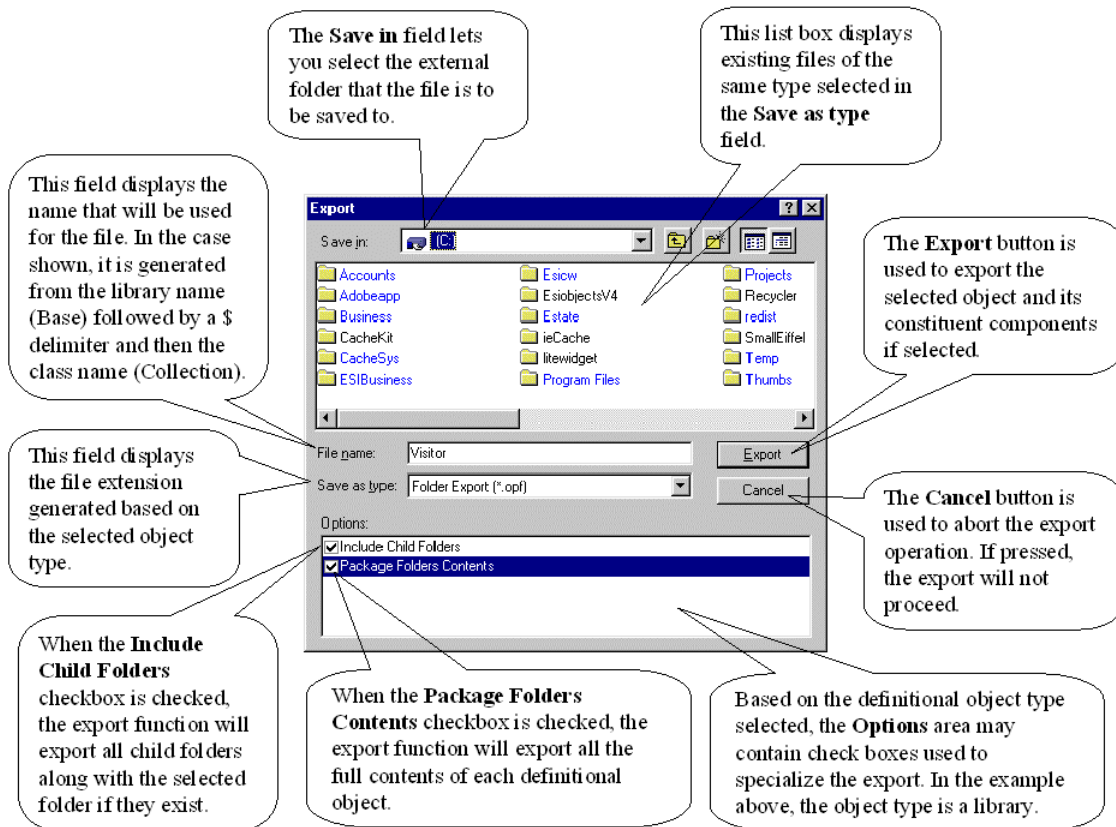 The Save in field lets
you select the external
folder that the file is to
be saved to.
This list box displays
existing files of the
same type selected in
the Save as type
field.
This field displays the
name that will be used
for the file. In the case
shown, it is generated
from the library name
(Base) followed by a $
delimiter and then the
class name (Collection).
Export
Save in:
(C:)
Accounts
Adobeapp
Business
CacheKit
CacheSys
ESIBusiness
Esicw
EsiobjectsV4
Estate
ieCache
litewidget
Program Files
Projects
Recycler
redist
SmallEiffel
Temp
Thumbs
The Export button is
used to export the
selected object and its
constituent components
if selected.
File name:
Visitor
Export
Save as type:
Folder Export (*.opf)
Cancel
Options:
Include Child Folders
Package Folders Contents
This field displays
the file extension
generated based on
the selected object
type.
The Cancel button is
used to abort the export
operation. If pressed,
the export will not
proceed.
When the Include
Child Folders
checkbox is checked,
the export function will
export all child folders
along with the selected
folder if they exist.
When the Package Folders
Contents checkbox is checked, the
export function will export all the
full contents of each definitional
object.
Based on the definitional object type
selected, the Options area may
contain check boxes used to
specialize the export. In the example
above, the object type is a library.